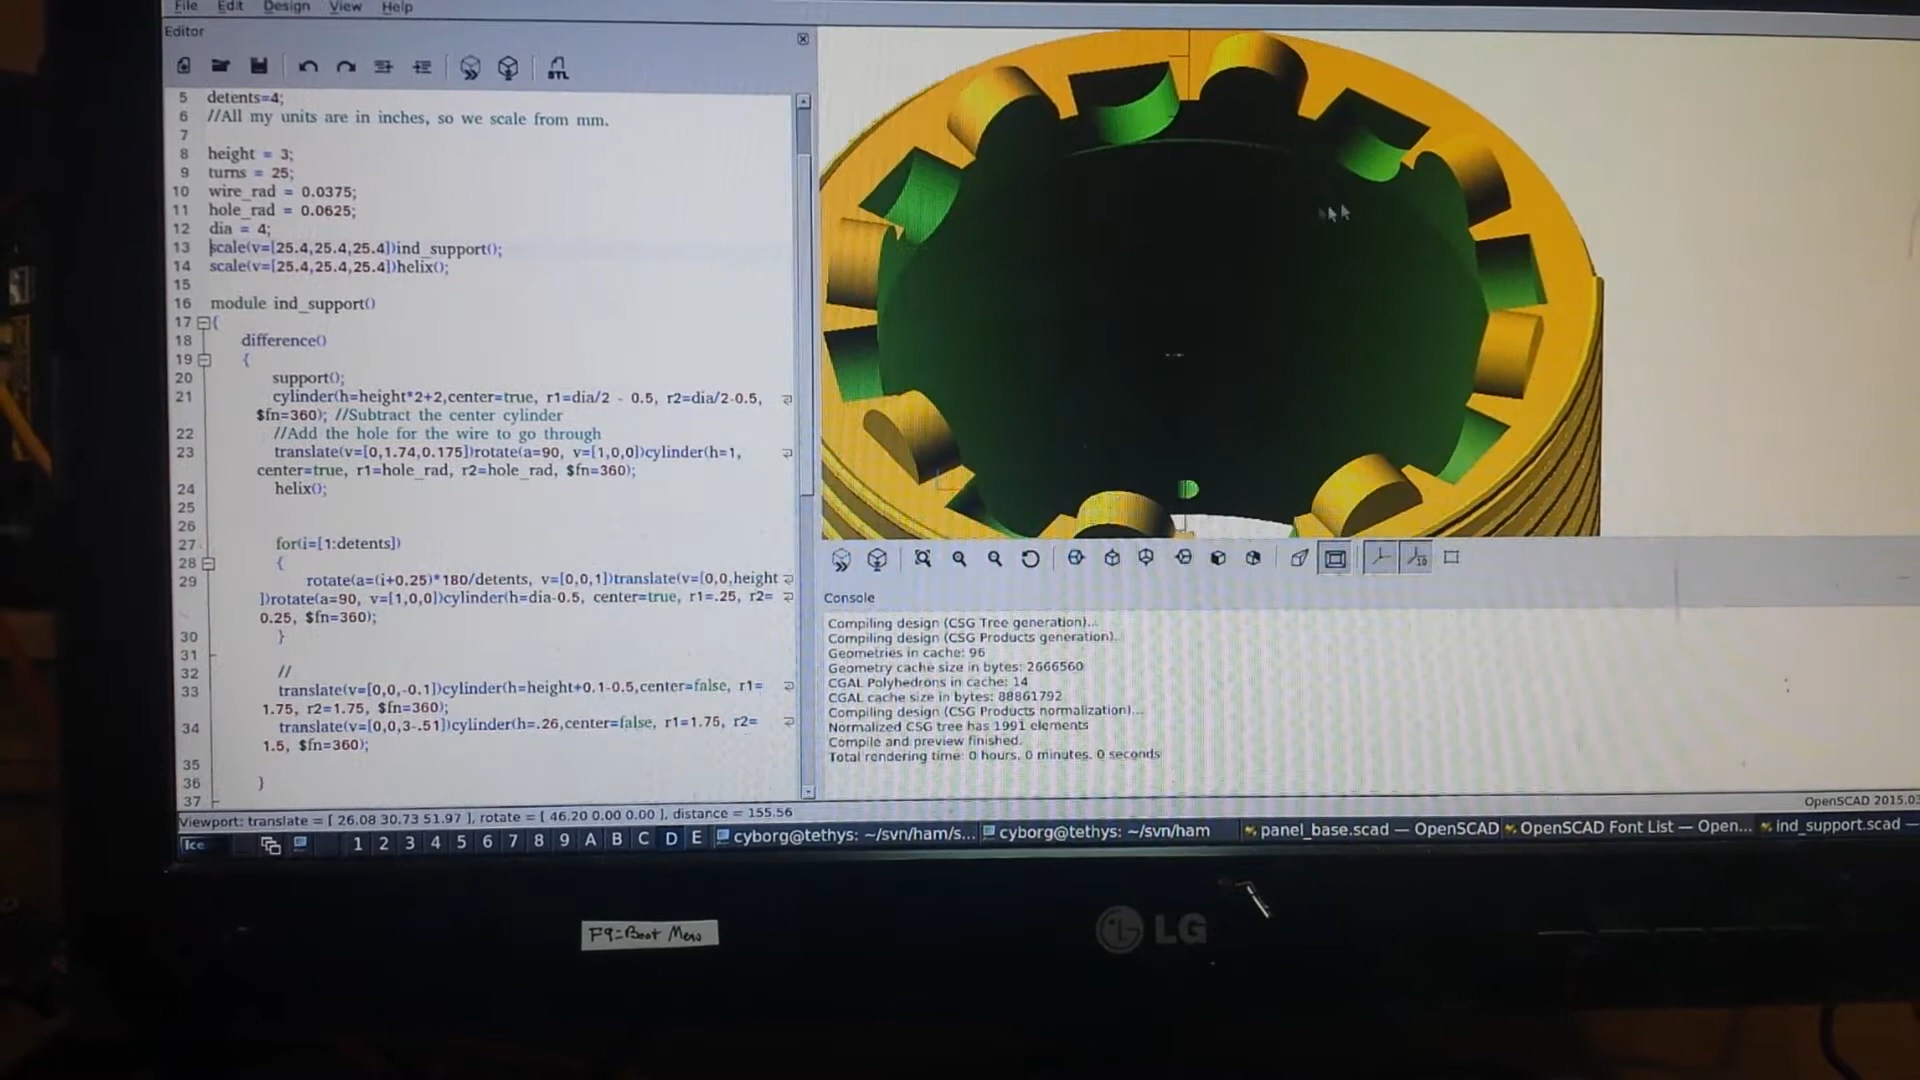 File Edit Design View Help
Editor
STL
5 detents=4;
6 //All my units are in inches, so we scale from mm.
7
8 height = 3;
9 turns = 25;
10 wire_rad = 0.0375;
11 hole_rad = 0.0625;
12 dia = 4;
13 scale(v=[25.4,25.4,25.4])ind_support();
14 scale(v=[25.4,25.4,25.4])helix();
15
16 module ind_support()
17 {
18 difference()
19 {
20 support();
21 cylinder(h=height*2+2,center=true, r1=dia/2 - 0.5, r2=dia/2-0.5,
$fn=360); //Subtract the center cylinder
22 //Add the hole for the wire to go through
23 translate(v=[0,1.74,0.175])rotate(a=90, v=[1,0,0])cylinder(h=1,
center=true, r1=hole_rad, r2=hole_rad, $fn=360);
24 helix();
25
26
27 for(i=[1:detents])
28 {
29 rotate(a=(i+0.25)*180/detents, v=[0,0,1])translate(v=[0,0,height
])rotate(a=90, v=[1,0,0])cylinder(h=dia-0.5, center=true, r1=.25, r2=
0.25, $fn=360);
30 }
31
32 //
33 translate(v=[0,0,-0.1])cylinder(h=height+0.1-0.5,center=false, r1=
1.75, r2=1.75, $fn=360);
34 translate(v=[0,0,3-.51])cylinder(h=.26,center=false, r1=1.75, r2=
1.5, $fn=360);
35
36 }
37
10
Console
Compiling design (CSG Tree generation)...
Compiling design (CSG Products generation)...
Geometries in cache: 96
Geometry cache size in bytes: 2666560
CGAL Polyhedrons in cache: 14
CGAL cache size in bytes: 88861792
Compiling design (CSG Products normalization)...
Normalized CSG tree has 1991 elements
Compile and preview finished.
Total rendering time: 0 hours, 0 minutes, 0 seconds
Viewport: translate = [ 26.08 30.73 51.97 ], rotate = [ 46.20 0.00 0.00 ], distance = 155.56
OpenSCAD 2015.03
Ice 1 2 3 4 5 6 7 8 9 A B C D E cyborg@tethys: ~/svn/ham/s... cyborg@tethys: ~/svn/ham panel_base.scad — OpenSCAD OpenSCAD Font List — Open... ind_support.scad —
F9=Boot Menu
LG